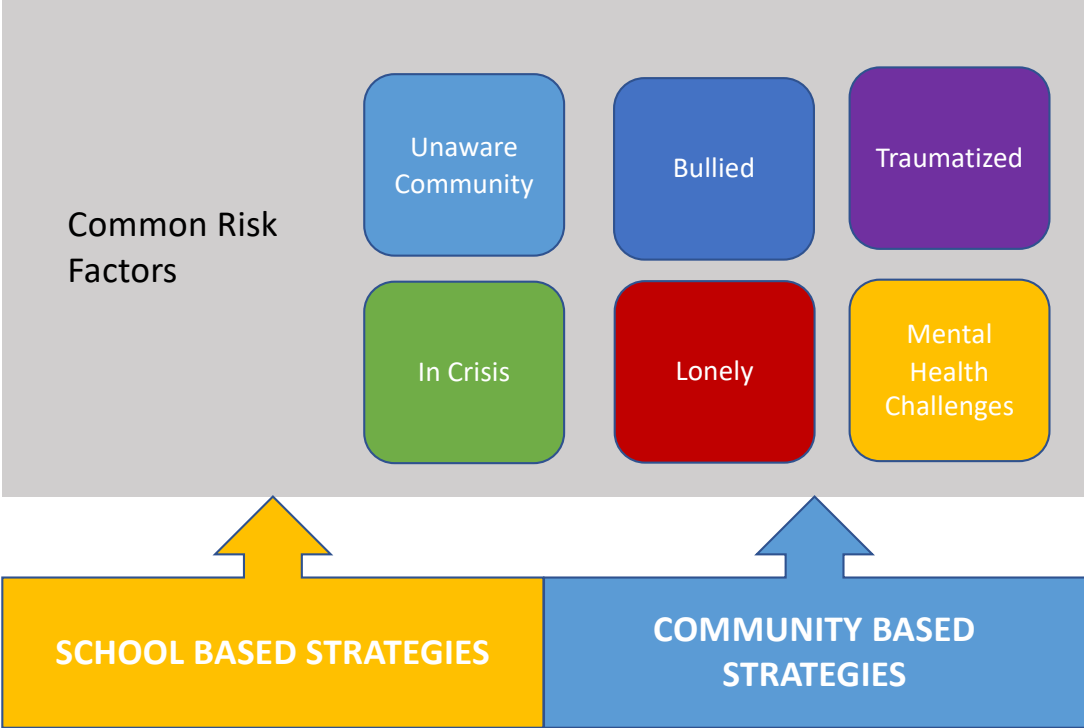 Common Risk
Factors
Unaware
Community
Bullied
Traumatized
In Crisis
Lonely
Mental
Health
Challenges
SCHOOL BASED STRATEGIES
COMMUNITY BASED
STRATEGIES